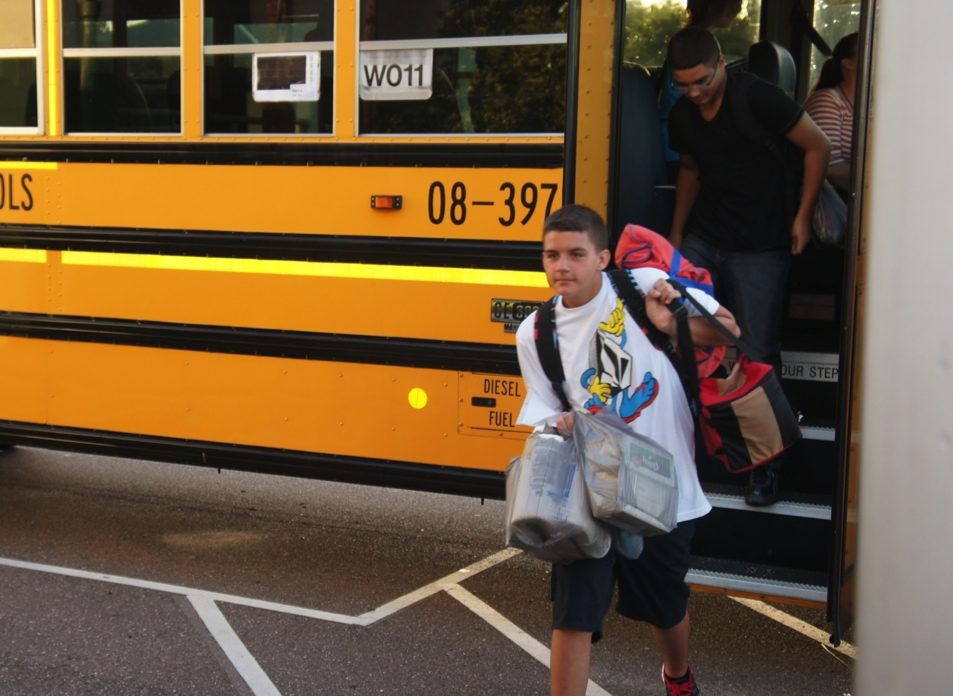 W011
OLS
08-397
DIESEL
FUEL
OUR STEP